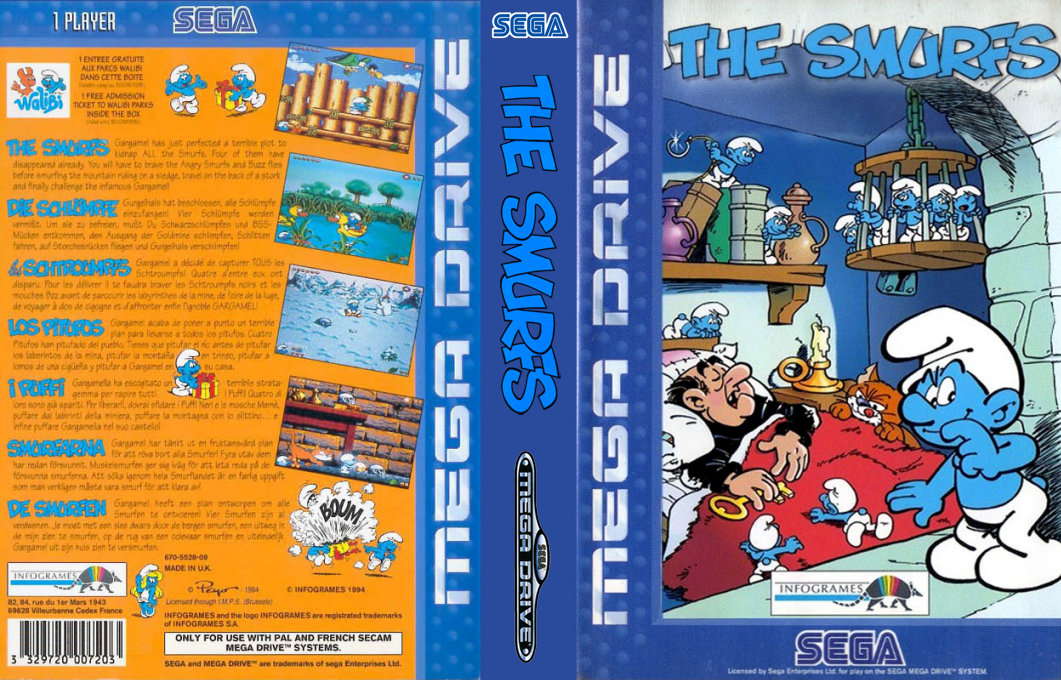 1 PLAYER
SEGA
Walibi
1 ENTREE GRATUITE
AUX PARCS WALIBI
DANS CETTE BOITE
1 FREE ADMISSION
TICKET TO WALIBI PARKS
INSIDE THE BOX
THE SMURFS Gargamel has just perfected a terrible plot to
kidnap ALL the Smurfs. Four of them have
disappeared already. You will have to brave the Angry Smurfs and Bzzz flies
before smurfing the mountain riding on a sledge, travel on the back of a stork
and finally challenge the infamous Gargamel!
DIE SCHLÜMPFE Gurgelhals hat beschlossen, alle Schlümpfe
einzufangen! Vier Schlümpfe werden
vermißt. Um sie zu befreien, mußt Du Schwarzschlümpfen und BSS-
Mücken entkommen, den Ausgang der Goldmine schlümpfen, Schlitten
fahren, auf Storchenrücken fliegen und Gurgelhals verschlümpfen!
les SCHTROUMPFS Gargamel a décidé de capturer TOUS les
Schtroumpfs! Quatre d'entre eux ont
disparu. Pour les délivrer il te faudra braver les Schtroumpfs noirs et les
mouches Bzz avant de parcourir les labyrinthes de la mine, de faire de la luge,
de voyager à dos de cigogne et d'affronter enfin l'ignoble GARGAMEL!
LOS PITUFOS Gargamel acaba de poner a punto un terrible
plan para llevarse a todos los pitufos. Cuatro
Pitufos han pitufado del pueblo. Tienes que pitufar el río antes de pitufar
los laberintos de la mina, pitufar la montaña en trineo, pitufar a
lomos de una cigüeña y pitufar a Gargamel en su casa.
i PUFFI Gargamella ha escogitato un terribile strata-
gemma per rapire tutti i Puffi! Quattro di
loro sono già spariti. Per liberarli, dovrai sfidare i Puffi Neri e le mosche Memè,
puffare dai labirinti della miniera, puffare la montagna con lo slittino... e
infine puffare Gargamella nel suo castello!
SMURFARNA Gargamel har tänkt ut en fruktansvärd plan
för att röva bort alla Smurfer! Fyra utav dem
har redan försvunnit. Muskelsmurfen ger sig iväg för att leta reda på de
försvunna smurferna. Att söka igenom hela Smurflandet är en farlig uppgift
som man verkligen måste vara smurf för att klara av!
DE SMURFEN Gargamel heeft een plan ontworpen om alle
Smurfen te ontvoeren! Vier Smurfen zijn al
verdwenen. Je moet met een slee dwars door de bergen smurfen, een uitweg in
de mijn zien te smurfen, op de rug van een ooievaar smurfen en uiteindelijk
Gargamel uit zijn huis zien te versmurfen.
BOUM
670-5528-09
MADE IN U.K.
INFOGRAMES
82, 84, rue du 1er Mars 1943
69628 Villeurbanne Cedex France
© Peyo 1994
© INFOGRAMES 1994
Licensed through I.M.P.S. (Brussels)
INFOGRAMES and the logo INFOGRAMES are registrated trademarks
of INFOGRAMES S.A.
ONLY FOR USE WITH PAL AND FRENCH SECAM
MEGA DRIVE™ SYSTEMS.
SEGA and MEGA DRIVE™ are trademarks of sega Enterprises Ltd.
3 329720 007203
MEGA DRIVE
SEGA
THE SMURFS
SEGA
MEGA DRIVE
MEGA DRIVE
THE SMURFS
INFOGRAMES
SEGA
Licensed by Sega Enterprises Ltd. for play on the SEGA MEGA DRIVE™ SYSTEM.